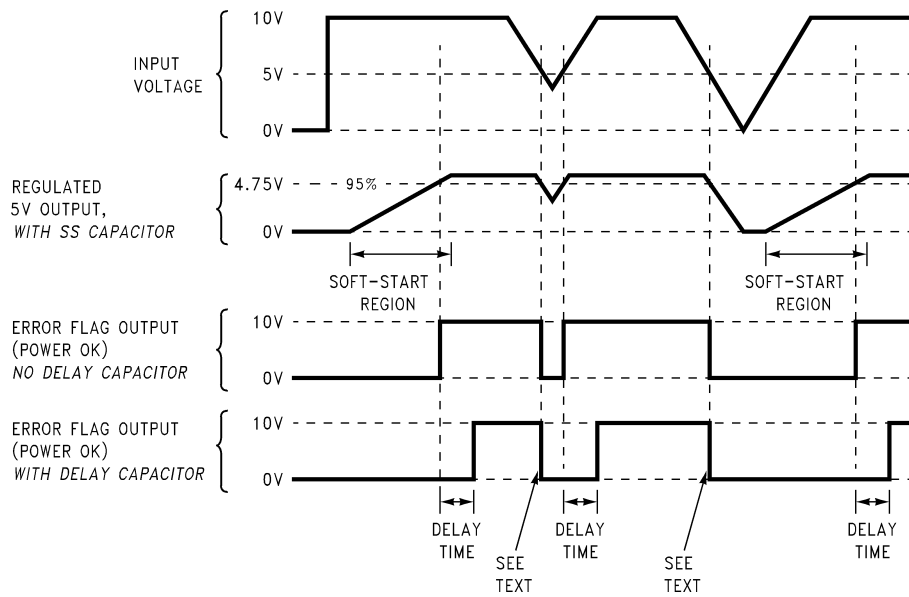 10V
INPUT
VOLTAGE
5V
0V
REGULATED
5V OUTPUT,
WITH SS CAPACITOR
4.75V
95%
0V
SOFT-START
REGION
SOFT-START
REGION
ERROR FLAG OUTPUT
(POWER OK)
NO DELAY CAPACITOR
10V
0V
ERROR FLAG OUTPUT
(POWER OK)
WITH DELAY CAPACITOR
10V
0V
DELAY
TIME
DELAY
TIME
DELAY
TIME
SEE
TEXT
SEE
TEXT